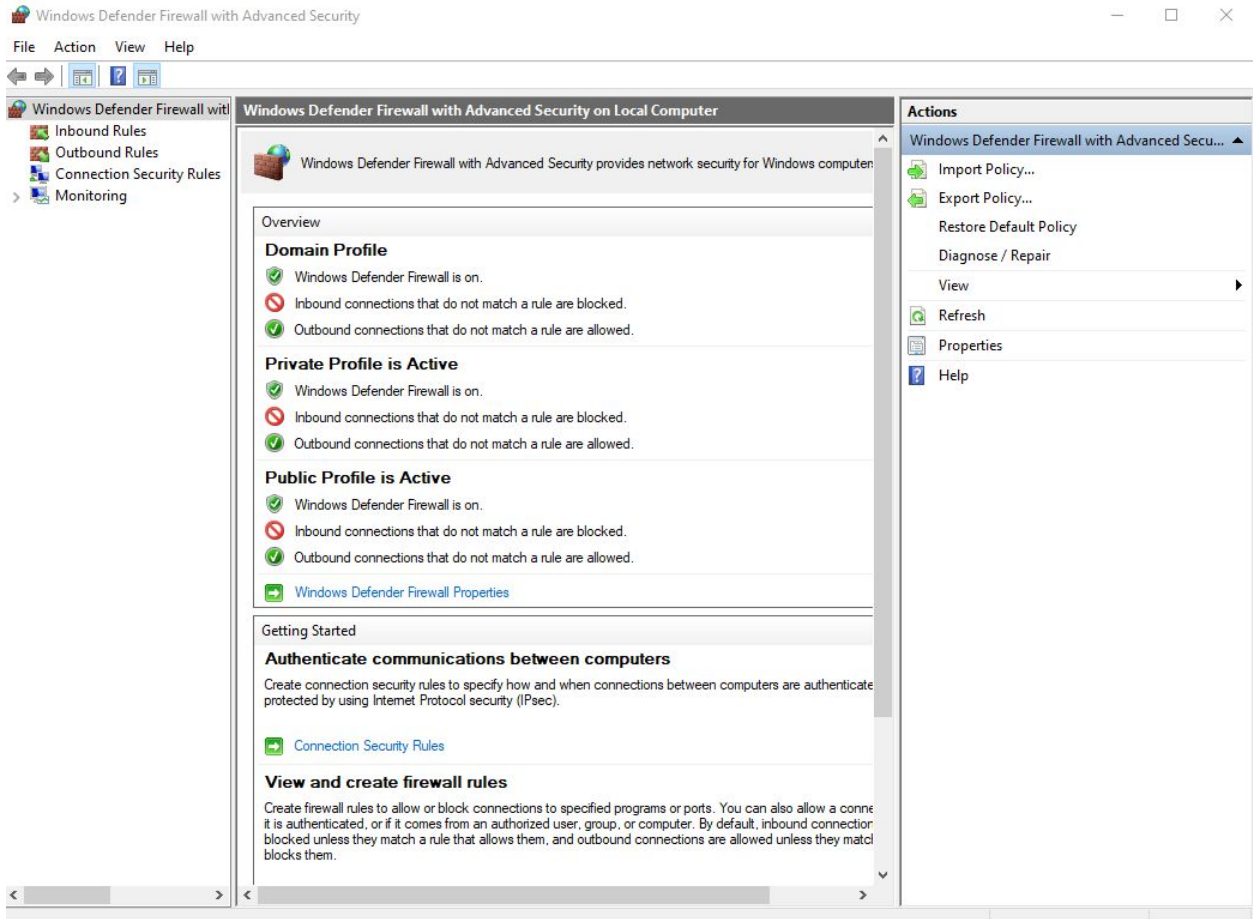 Windows Defender Firewall with Advanced Security
File Action View Help
Windows Defender Firewall with
Inbound Rules
Outbound Rules
Connection Security Rules
Monitoring
Windows Defender Firewall with Advanced Security on Local Computer
Windows Defender Firewall with Advanced Security provides network security for Windows computers
Overview
Domain Profile
Windows Defender Firewall is on.
Inbound connections that do not match a rule are blocked.
Outbound connections that do not match a rule are allowed.
Private Profile is Active
Windows Defender Firewall is on.
Inbound connections that do not match a rule are blocked.
Outbound connections that do not match a rule are allowed.
Public Profile is Active
Windows Defender Firewall is on.
Inbound connections that do not match a rule are blocked.
Outbound connections that do not match a rule are allowed.
Windows Defender Firewall Properties
Getting Started
Authenticate communications between computers
Create connection security rules to specify how and when connections between computers are authenticate
protected by using Internet Protocol security (IPsec).
Connection Security Rules
View and create firewall rules
Create firewall rules to allow or block connections to specified programs or ports. You can also allow a conne
it is authenticated, or if it comes from an authorized user, group, or computer. By default, inbound connection
blocked unless they match a rule that allows them, and outbound connections are allowed unless they match
blocks them.
Actions
Windows Defender Firewall with Advanced Secu...
Import Policy...
Export Policy...
Restore Default Policy
Diagnose / Repair
View
Refresh
Properties
Help